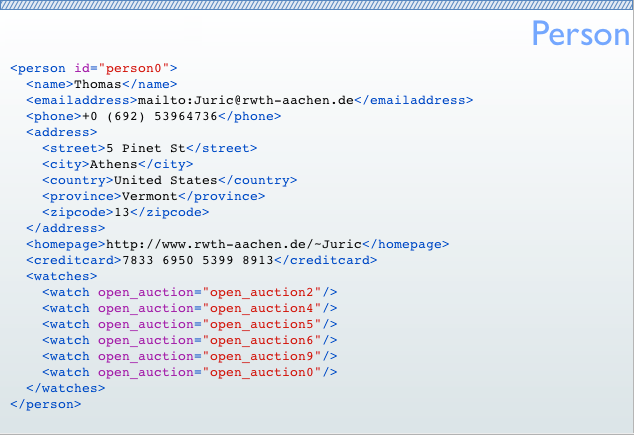 Person
<person id="person0">
<name>Thomas</name>
<emailaddress>mailto:Juric@rwth-aachen.de</emailaddress>
<phone>+0 (692) 53964736</phone>
<address>
<street>5 Pinet St</street>
<city>Athens</city>
<country>United States</country>
<province>Vermont</province>
<zipcode>13</zipcode>
</address>
<homepage>http://www.rwth-aachen.de/~Juric</homepage>
<creditcard>7833 6950 5399 8913</creditcard>
<watches>
<watch open_auction="open_auction2"/>
<watch open_auction="open_auction4"/>
<watch open_auction="open_auction5"/>
<watch open_auction="open_auction6"/>
<watch open_auction="open_auction9"/>
<watch open_auction="open_auction0"/>
</watches>
</person>